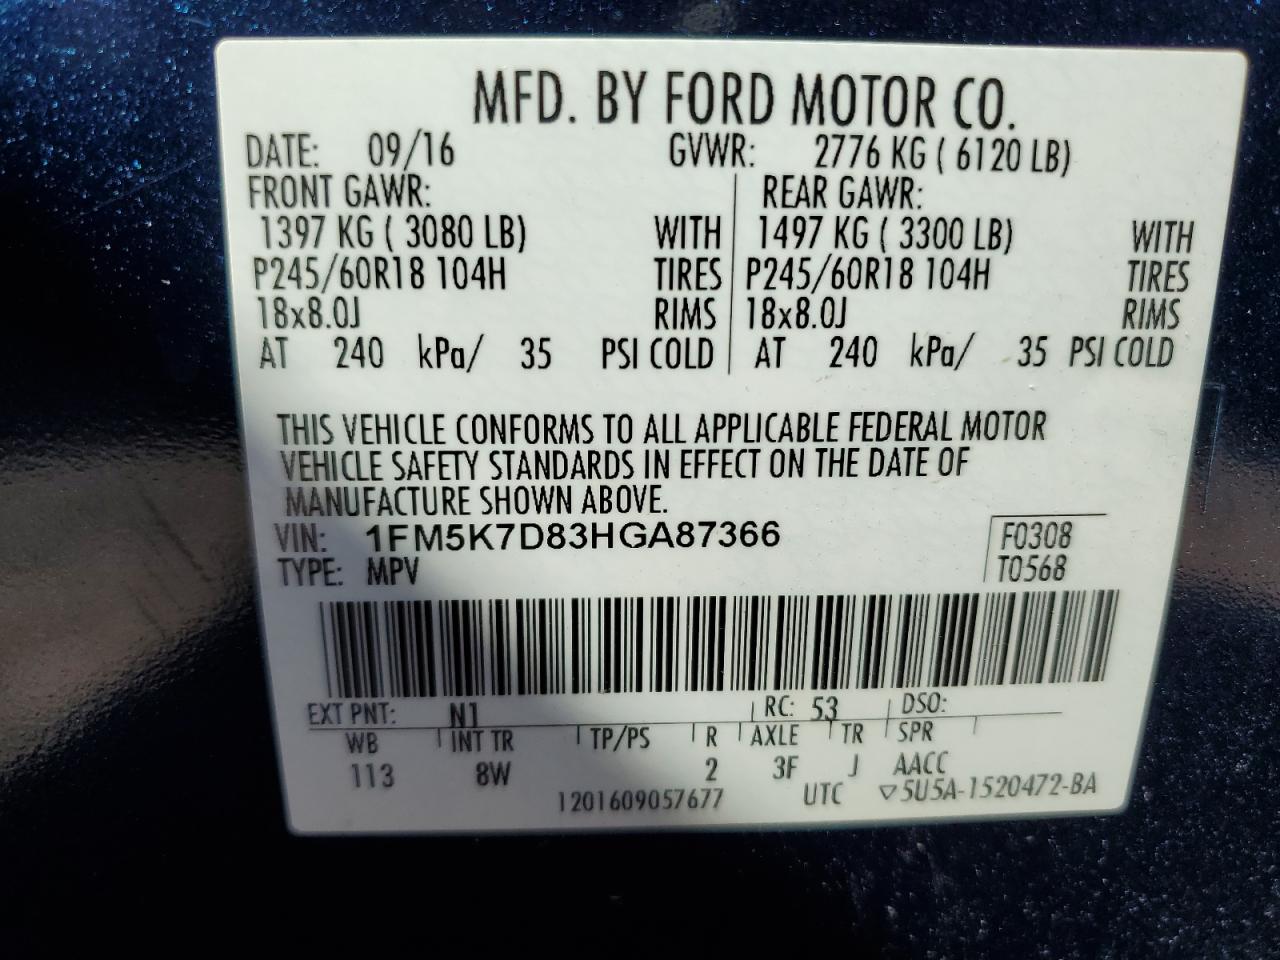 MFD. BY FORD MOTOR CO.
DATE: 09/16 GVWR: 2776 KG ( 6120 LB)
FRONT GAWR: REAR GAWR:
1397 KG ( 3080 LB) WITH 1497 KG ( 3300 LB) WITH
P245/60R18 104H TIRES P245/60R18 104H TIRES
18x8.0J RIMS 18x8.0J RIMS
AT 240 kPa/ 35 PSI COLD AT 240 kPa/ 35 PSI COLD
THIS VEHICLE CONFORMS TO ALL APPLICABLE FEDERAL MOTOR
VEHICLE SAFETY STANDARDS IN EFFECT ON THE DATE OF
MANUFACTURE SHOWN ABOVE.
VIN: 1FM5K7D83HGA87366 F0308
TYPE: MPV T0568
EXT PNT: N1 RC: 53 DSO:
WB INT TR TP/PS R AXLE TR SPR
113 8W 2 3F J AACC
1201609057677 UTC ▽5U5A-1520472-BA